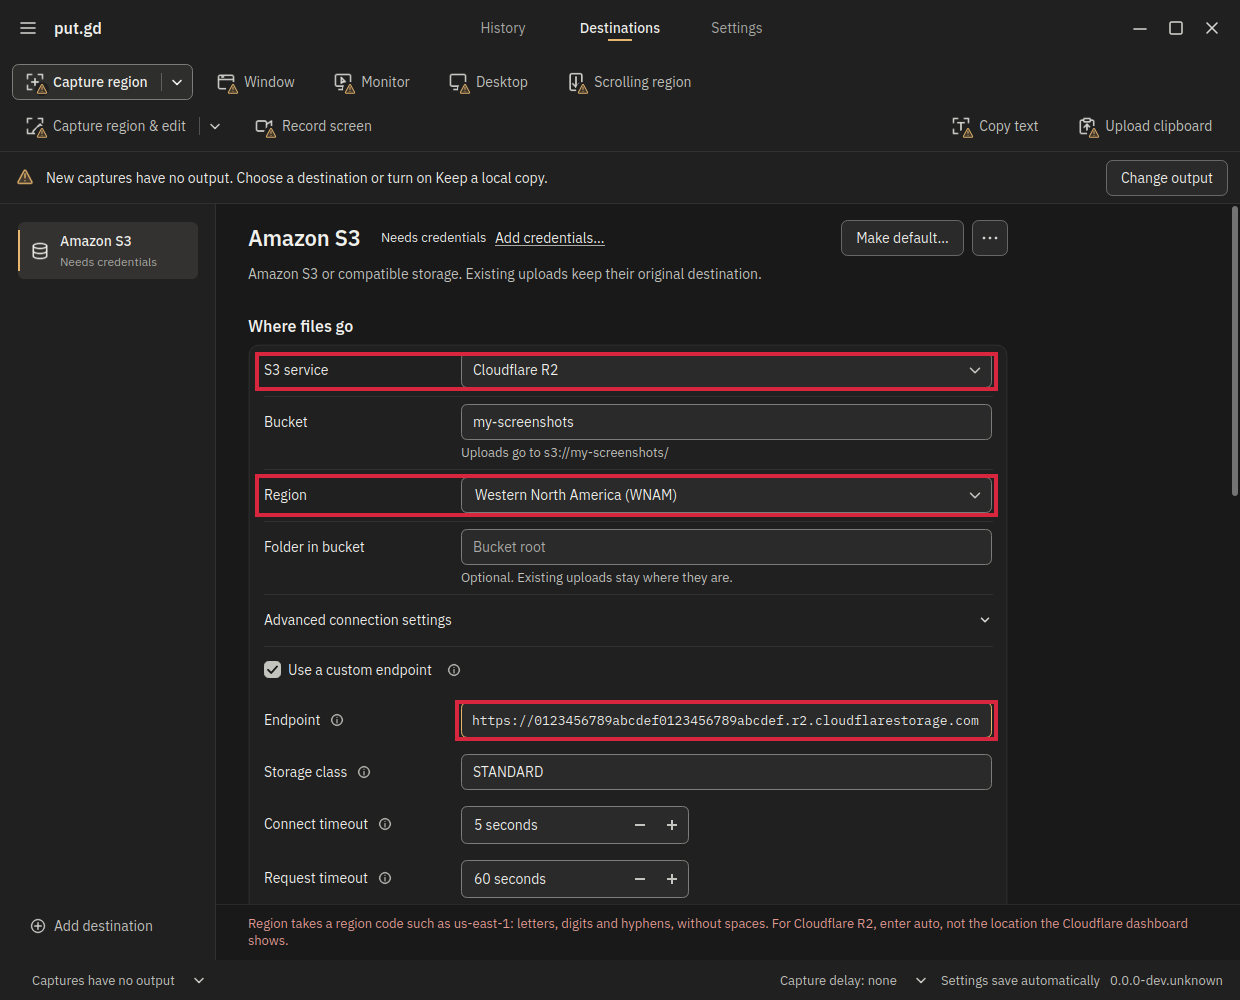 put.gd
History
Destinations
Settings
Capture region
Window
Monitor
Desktop
Scrolling region
Capture region & edit
Record screen
Copy text
Upload clipboard
New captures have no output. Choose a destination or turn on Keep a local copy.
Change output
Amazon S3
Needs credentials
Amazon S3
Needs credentials
Add credentials...
Make default...
Amazon S3 or compatible storage. Existing uploads keep their original destination.
Where files go
S3 service
Cloudflare R2
Bucket
my-screenshots
Uploads go to s3://my-screenshots/
Region
Western North America (WNAM)
Folder in bucket
Bucket root
Optional. Existing uploads stay where they are.
Advanced connection settings
Use a custom endpoint
Endpoint
https://0123456789abcdef0123456789abcdef.r2.cloudflarestorage.com
Storage class
STANDARD
Connect timeout
5 seconds
Request timeout
60 seconds
Add destination
Region takes a region code such as us-east-1: letters, digits and hyphens, without spaces. For Cloudflare R2, enter auto, not the location the Cloudflare dashboard
shows.
Captures have no output
Capture delay: none
Settings save automatically
0.0.0-dev.unknown